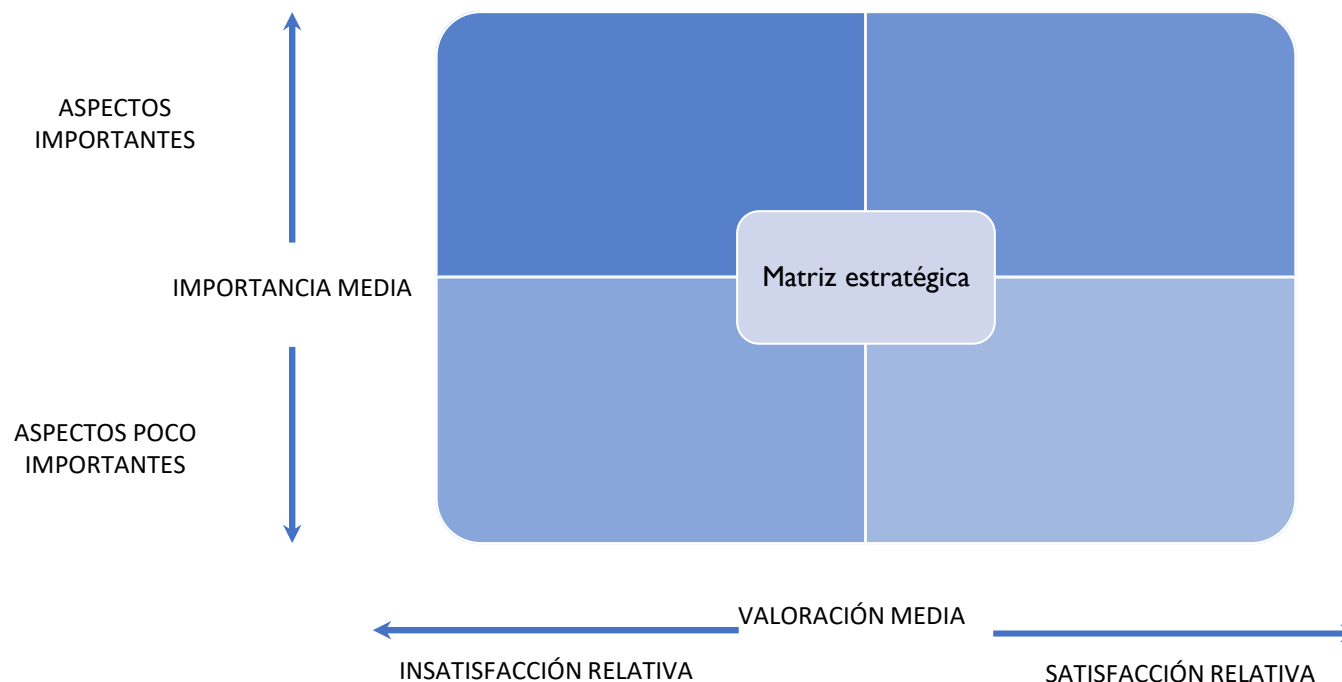 ASPECTOS
IMPORTANTES
IMPORTANCIA MEDIA
Matriz estratégica
ASPECTOS POCO
IMPORTANTES
VALORACIÓN MEDIA
INSATISFACCIÓN RELATIVA
SATISFACCIÓN RELATIVA